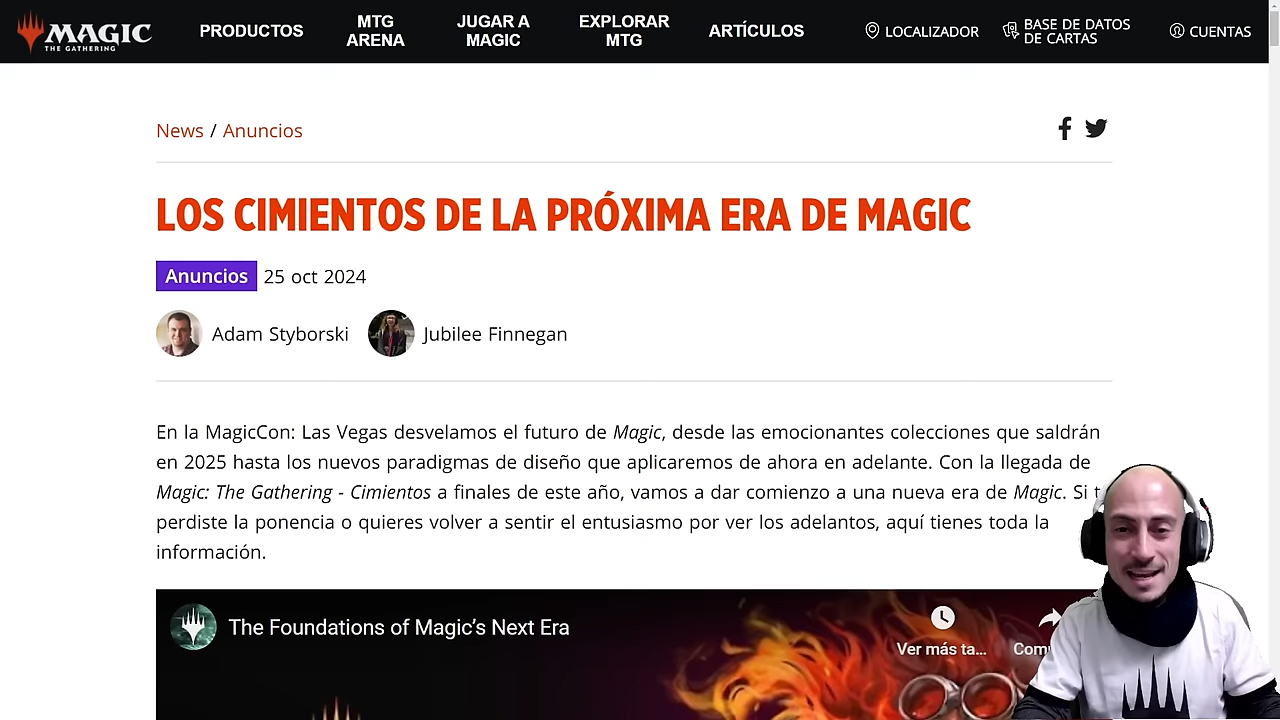 MAGIC
THE GATHERING
PRODUCTOS
MTG
ARENA
JUGAR A
MAGIC
EXPLORAR
MTG
ARTÍCULOS
LOCALIZADOR
BASE DE DATOS
DE CARTAS
CUENTAS
News / Anuncios
LOS CIMIENTOS DE LA PRÓXIMA ERA DE MAGIC
Anuncios 25 oct 2024
Adam Styborski Jubilee Finnegan
En la MagicCon: Las Vegas desvelamos el futuro de Magic, desde las emocionantes colecciones que saldrán
en 2025 hasta los nuevos paradigmas de diseño que aplicaremos de ahora en adelante. Con la llegada de
Magic: The Gathering - Cimientos a finales de este año, vamos a dar comienzo a una nueva era de Magic. Si t
perdiste la ponencia o quieres volver a sentir el entusiasmo por ver los adelantos, aquí tienes toda la
información.
The Foundations of Magic's Next Era
Ver más ta...
Com